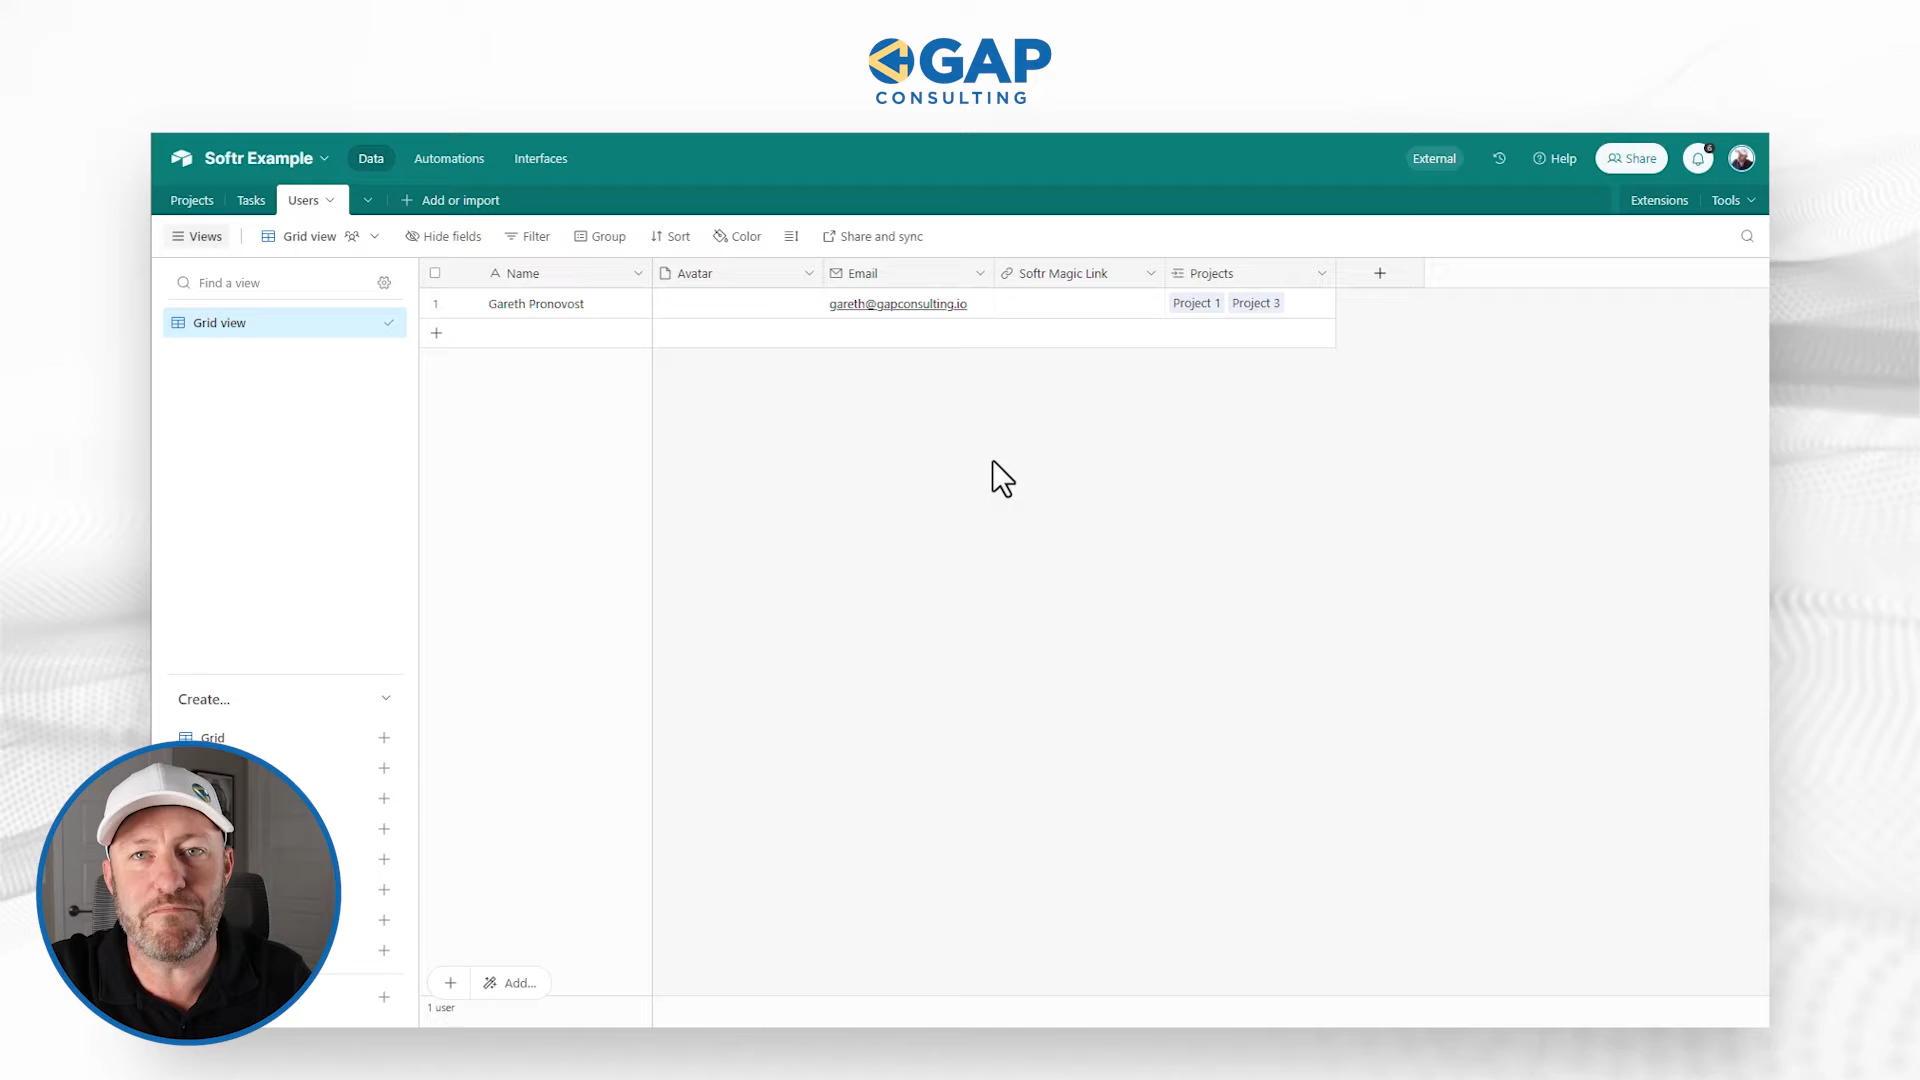 GAP
CONSULTING
Softr Example Data Automations Interfaces External Help Share 6
Projects Tasks Users Add or import Extensions Tools
Views Grid view Hide fields Filter Group Sort Color Share and sync
Find a view
Grid view
Name Avatar Email Softr Magic Link Projects
1 Gareth Pronovost gareth@gapconsulting.io Project 1 Project 3
Create...
Grid
Add...
1 user